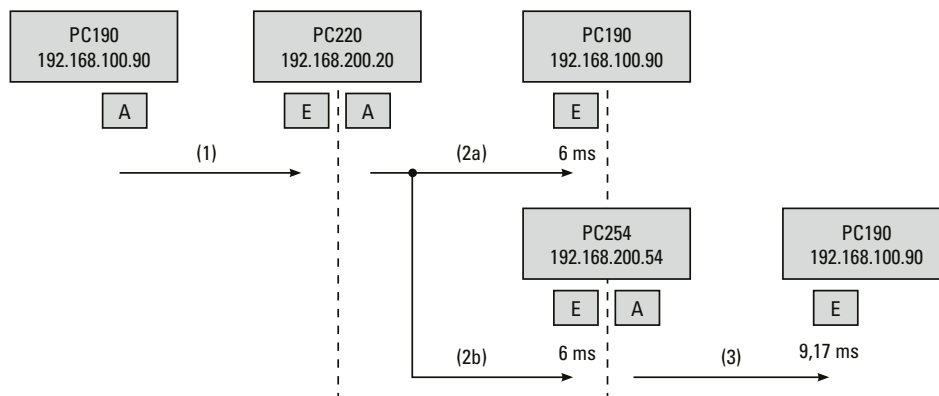 PC190
192.168.100.90
PC220
192.168.200.20
PC190
192.168.100.90
A
E
A
E
(1)
(2a)
6 ms
PC254
192.168.200.54
PC190
192.168.100.90
E
A
E
(2b)
6 ms
(3)
9,17 ms